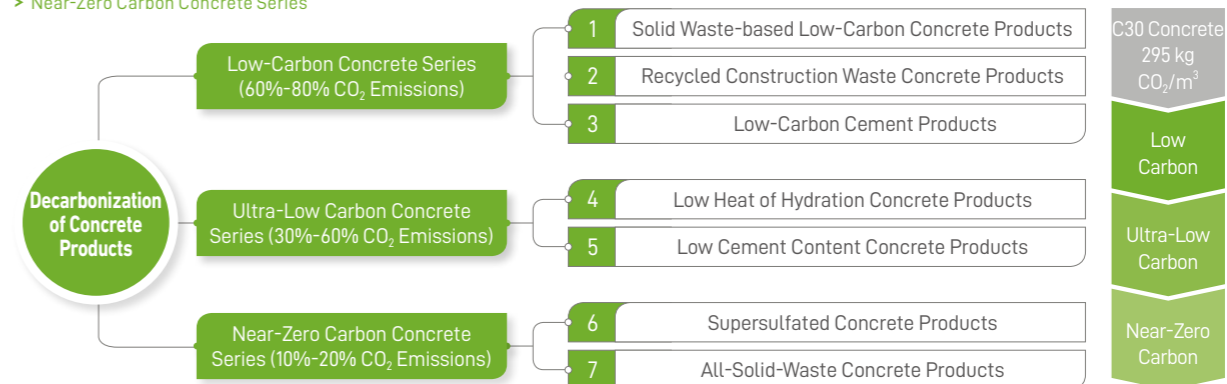 > Near-Zero Carbon Concrete Series
Decarbonization
of Concrete
Products
Low-Carbon Concrete Series
(60%-80% CO₂ Emissions)
1 Solid Waste-based Low-Carbon Concrete Products
2 Recycled Construction Waste Concrete Products
3 Low-Carbon Cement Products
Ultra-Low Carbon Concrete
Series (30%-60% CO₂ Emissions)
4 Low Heat of Hydration Concrete Products
5 Low Cement Content Concrete Products
Near-Zero Carbon Concrete
Series (10%-20% CO₂ Emissions)
6 Supersulfated Concrete Products
7 All-Solid-Waste Concrete Products
C30 Concrete
295 kg
CO₂/m³
Low
Carbon
Ultra-Low
Carbon
Near-Zero
Carbon